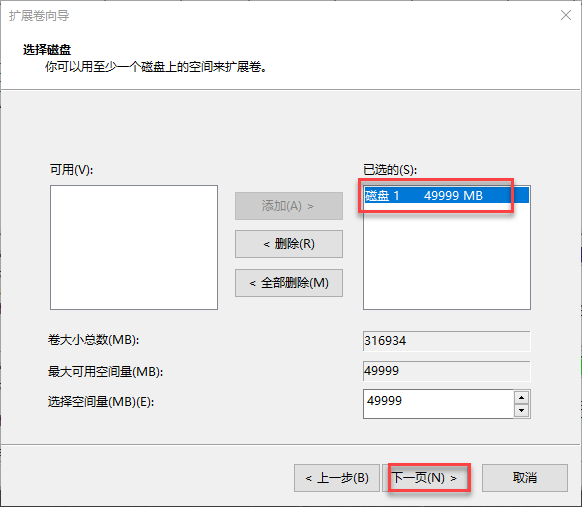 扩展卷向导
选择磁盘
你可以用至少一个磁盘上的空间来扩展卷。
可用(V):
已选的(S):
磁盘 1 49999 MB
添加(A) >
< 删除(R)
< 全部删除(M)
卷大小总数(MB): 316934
最大可用空间量(MB): 49999
选择空间量(MB)(E): 49999
< 上一步(B) 下一页(N) > 取消